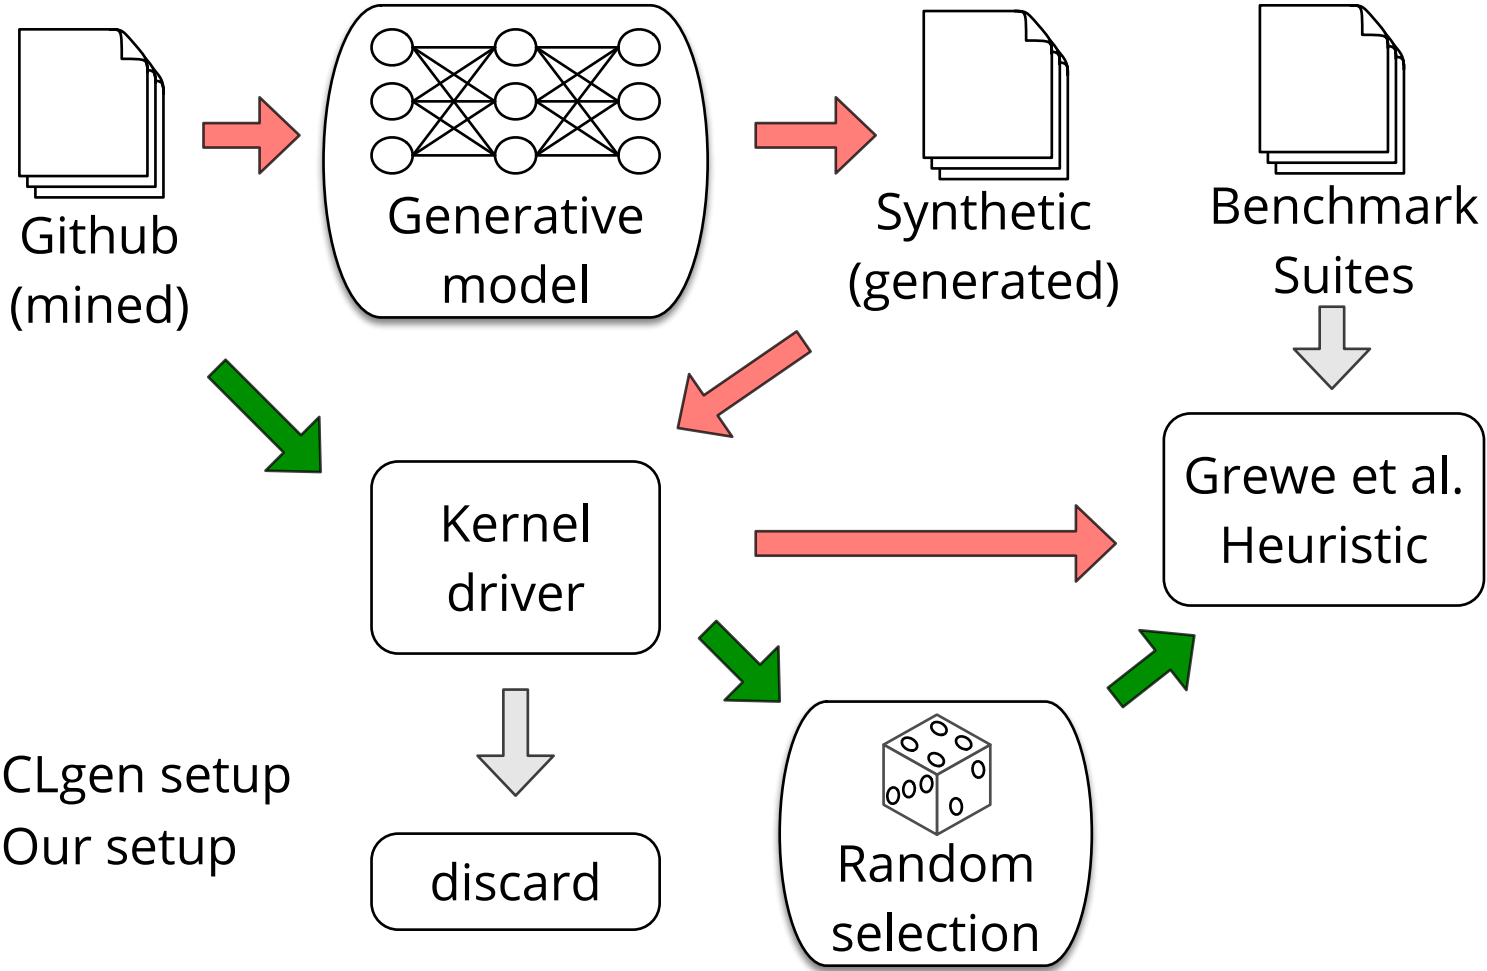 Github
(mined)
Generative
model
Synthetic
(generated)
Benchmark
Suites
Kernel
driver
Grewe et al.
Heuristic
CLgen setup
Our setup
discard
Random
selection